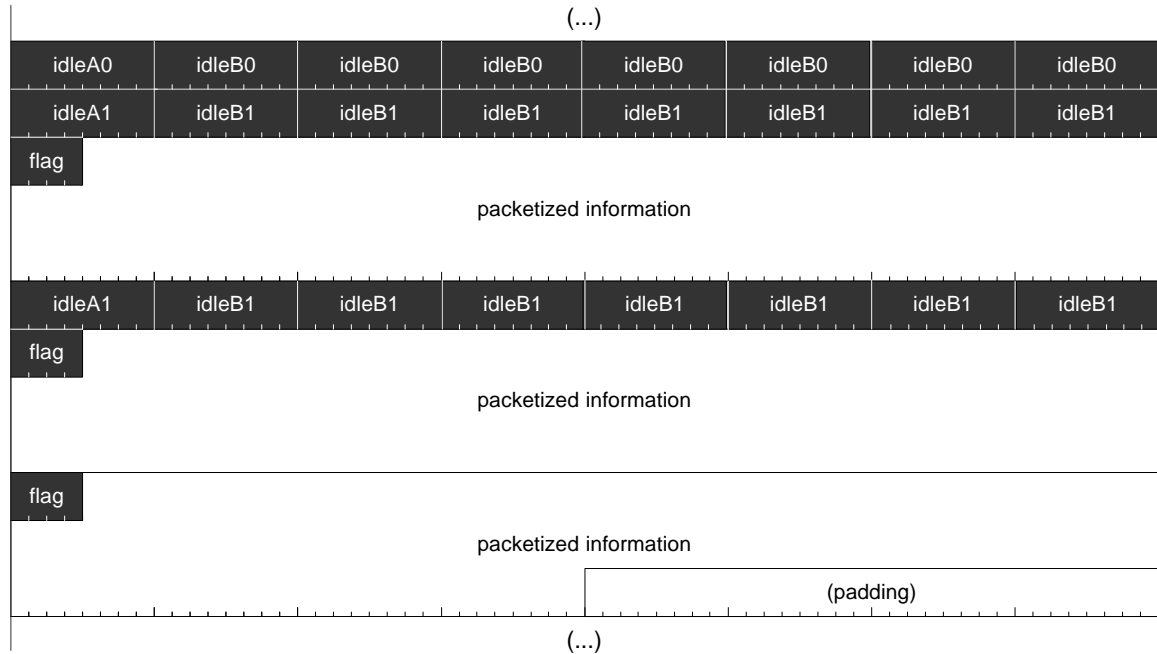 (...)
idleA0 idleB0 idleB0 idleB0 idleB0 idleB0 idleB0 idleB0
idleA1 idleB1 idleB1 idleB1 idleB1 idleB1 idleB1 idleB1
flag
packetized information
idleA1 idleB1 idleB1 idleB1 idleB1 idleB1 idleB1 idleB1
flag
packetized information
flag
packetized information
(padding)
(...)